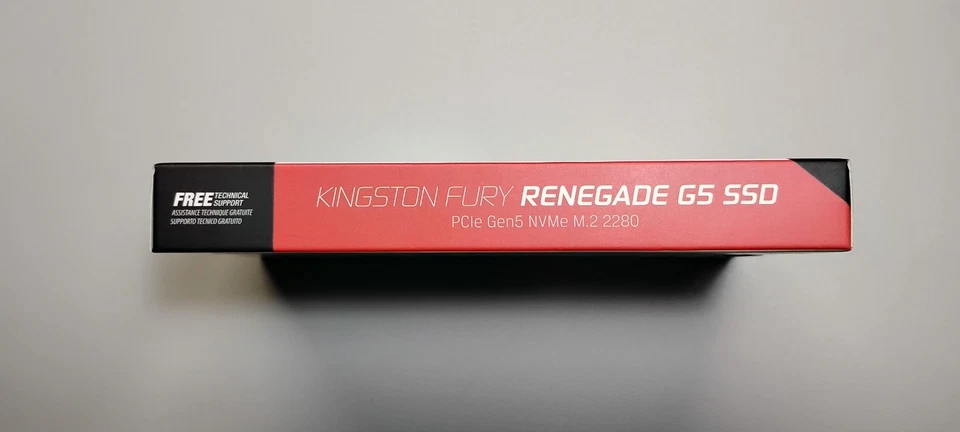 FREE TECHNICAL SUPPORT
ASSISTANCE TECHNIQUE GRATUITE
SUPPORTO TECNICO GRATUITO
KINGSTON FURY RENEGADE G5 SSD
PCIe Gen5 NVMe M.2 2280